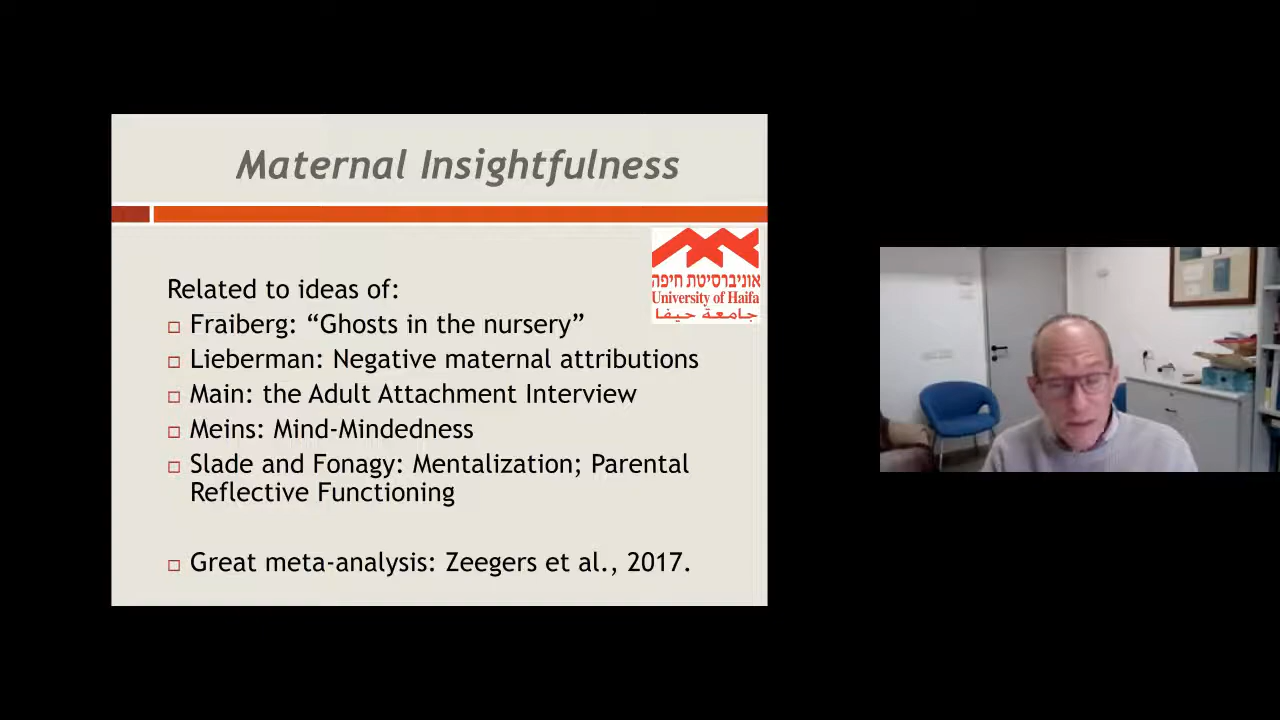 Maternal Insightfulness
אוניברסיטת חיפה
University of Haifa
جامعة حيفا
Related to ideas of:
Fraiberg: “Ghosts in the nursery”
Lieberman: Negative maternal attributions
Main: the Adult Attachment Interview
Meins: Mind-Mindedness
Slade and Fonagy: Mentalization; Parental
Reflective Functioning
Great meta-analysis: Zeegers et al., 2017.